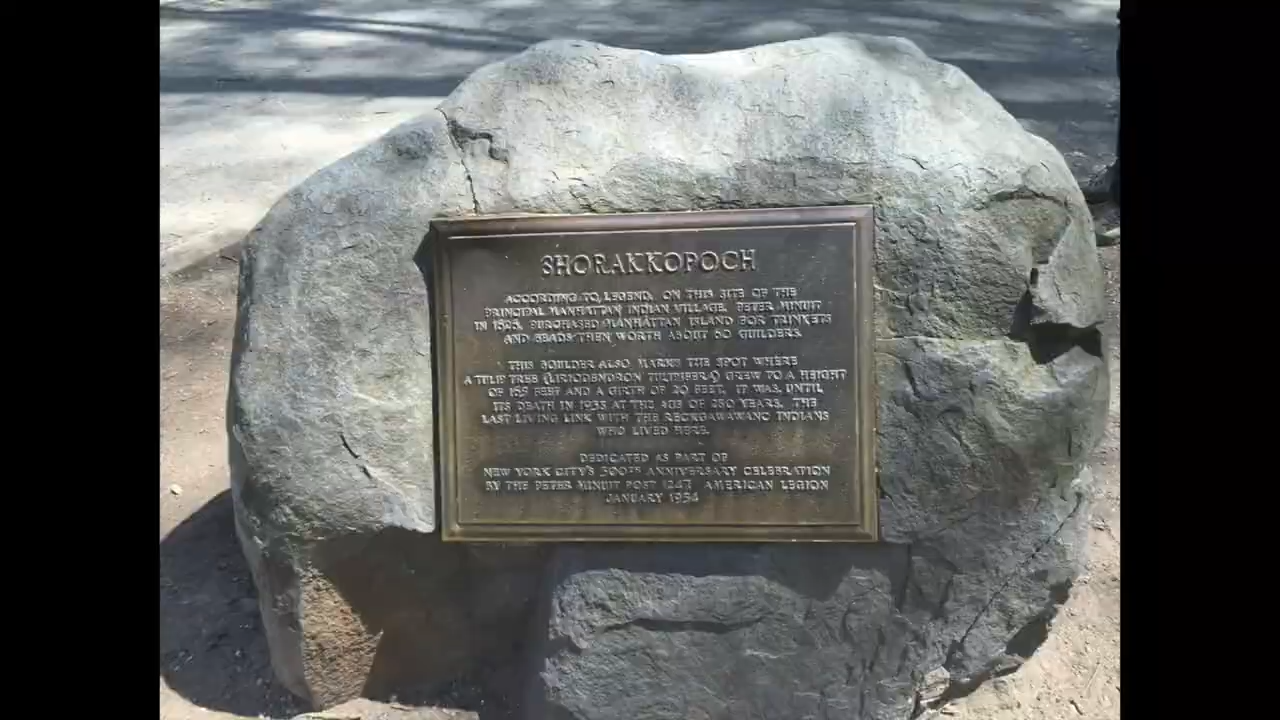 SHORAKKOPOCH
ACCORDING TO LEGEND, ON THIS SITE OF THE
PRINCIPAL MANHATTAN INDIAN VILLAGE, PETER MINUIT
IN 1626, PURCHASED MANHATTAN ISLAND FOR TRINKETS
AND BEADS THEN WORTH ABOUT 60 GUILDERS.
THIS BOULDER ALSO MARKS THE SPOT WHERE
A TULIP TREE (LIRIODENDRON TULIPIFERA) GREW TO A HEIGHT
OF 165 FEET AND A GIRTH OF 20 FEET. IT WAS, UNTIL
ITS DEATH IN 1933 AT THE AGE OF 280 YEARS, THE
LAST LIVING LINK WITH THE RECKGAWAWANC INDIANS
WHO LIVED HERE.
DEDICATED AS PART OF
NEW YORK CITY'S 300TH ANNIVERSARY CELEBRATION
BY THE PETER MINUIT POST 1247, AMERICAN LEGION
JANUARY 1954